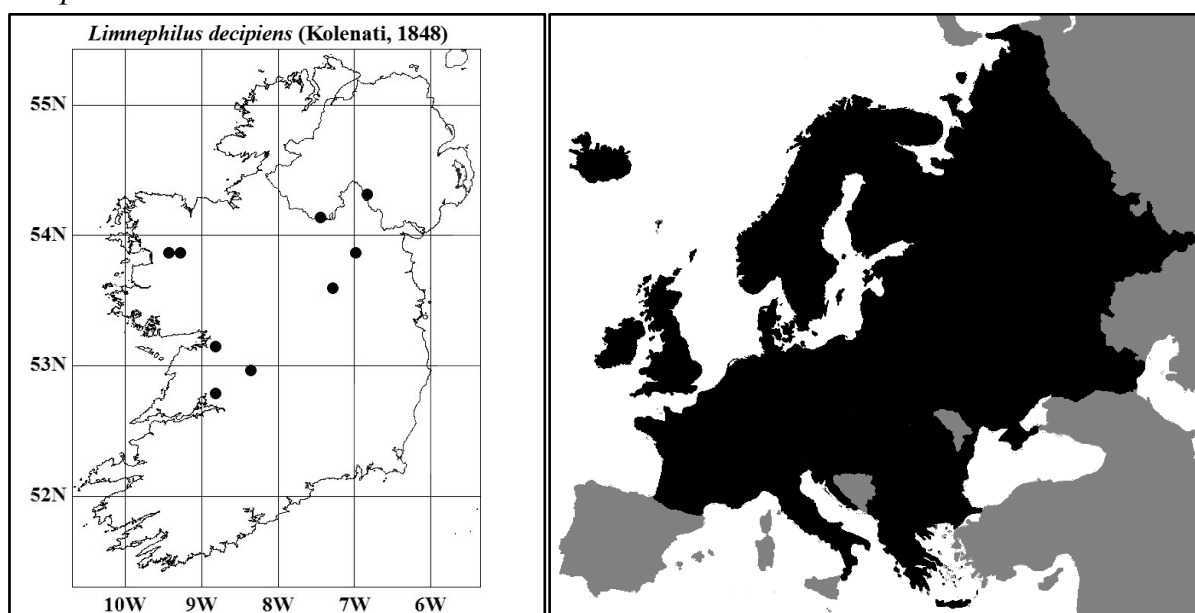 Limnephilus decipiens (Kolenati, 1848)
55N
54N
53N
52N
10W 9W 8W 7W 6W